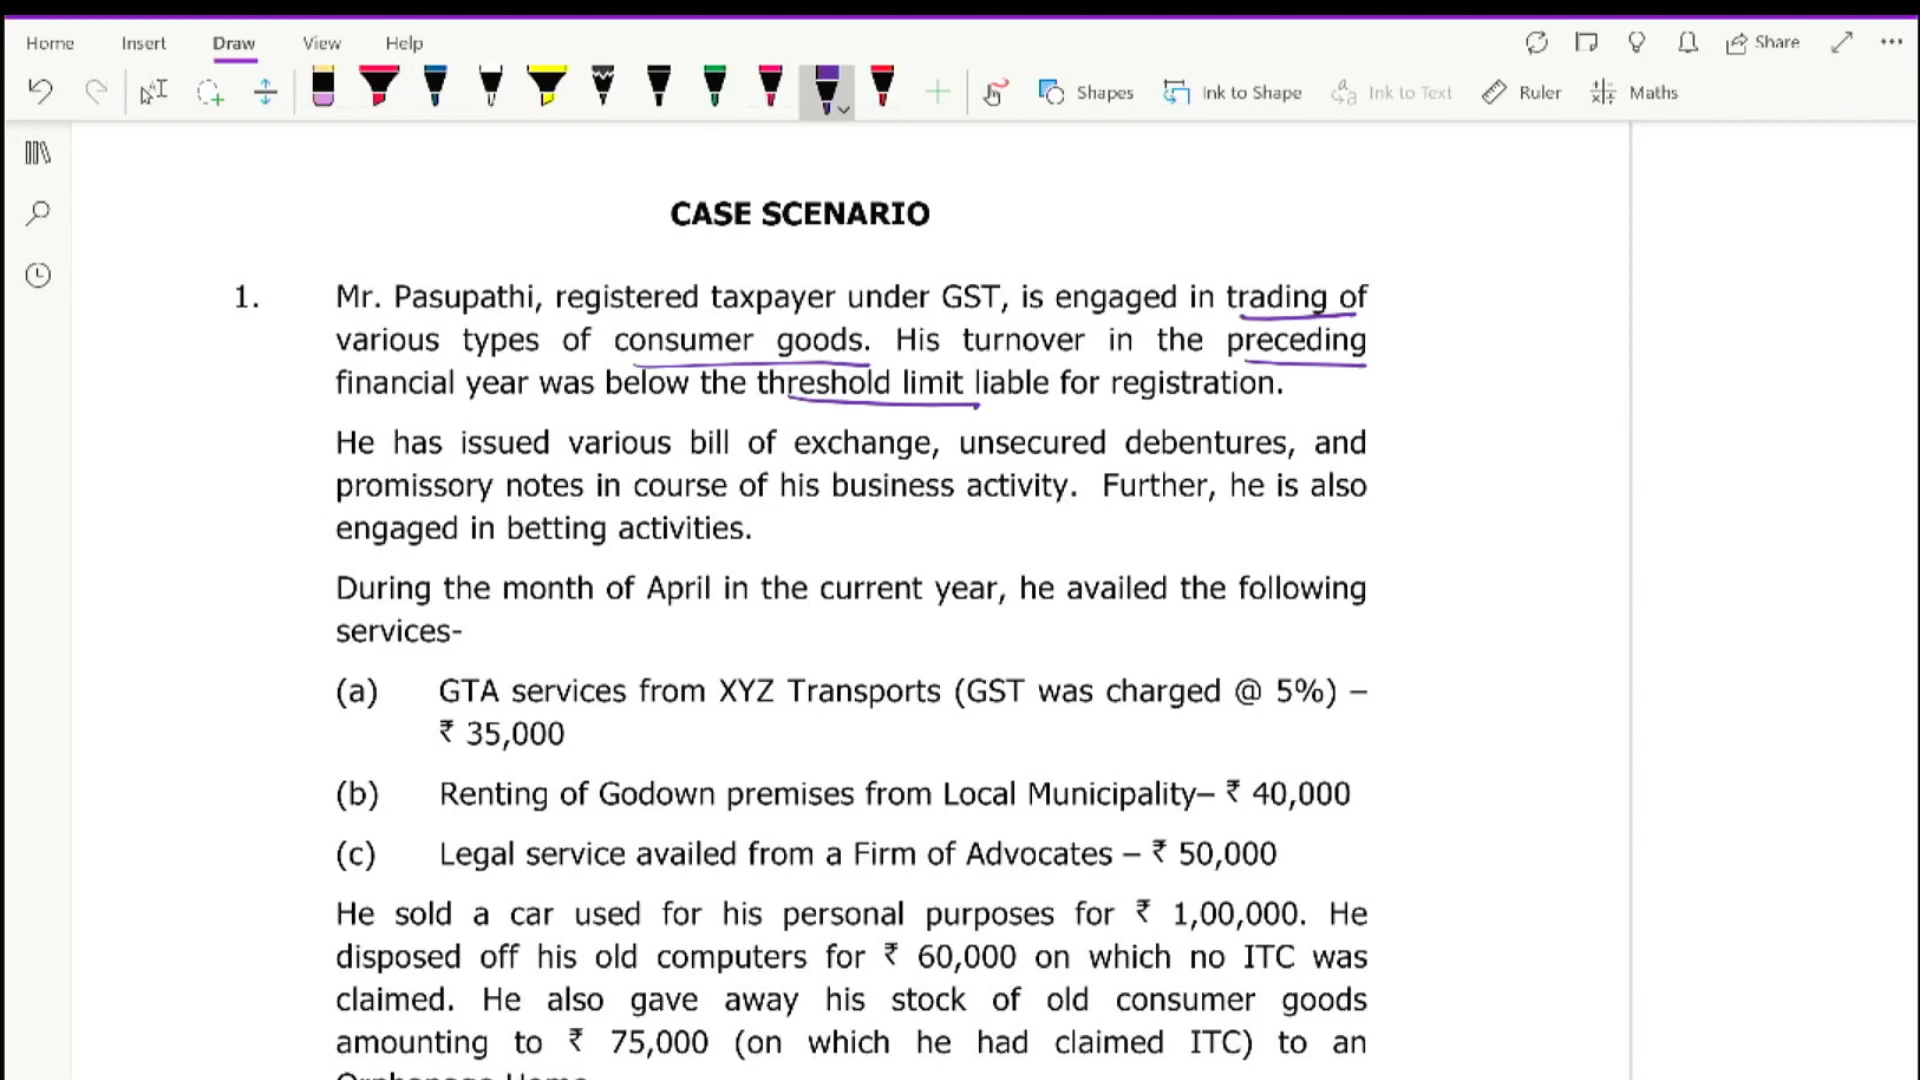 Home Insert Draw View Help Share
Shapes Ink to Shape Ink to Text Ruler Maths
CASE SCENARIO
1. Mr. Pasupathi, registered taxpayer under GST, is engaged in trading of
various types of consumer goods. His turnover in the preceding
financial year was below the threshold limit liable for registration.
He has issued various bill of exchange, unsecured debentures, and
promissory notes in course of his business activity. Further, he is also
engaged in betting activities.
During the month of April in the current year, he availed the following
services-
(a) GTA services from XYZ Transports (GST was charged @ 5%) –
₹ 35,000
(b) Renting of Godown premises from Local Municipality– ₹ 40,000
(c) Legal service availed from a Firm of Advocates – ₹ 50,000
He sold a car used for his personal purposes for ₹ 1,00,000. He
disposed off his old computers for ₹ 60,000 on which no ITC was
claimed. He also gave away his stock of old consumer goods
amounting to ₹ 75,000 (on which he had claimed ITC) to an